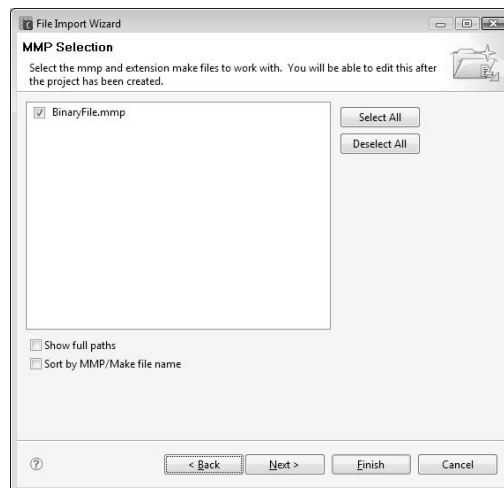 File Import Wizard
MMP Selection
Select the mmp and extension make files to work with.  You will be able to edit this after
the project has been created.
BinaryFile.mmp
Select All
Deselect All
Show full paths
Sort by MMP/Make file name
?
< Back
Next >
Finish
Cancel